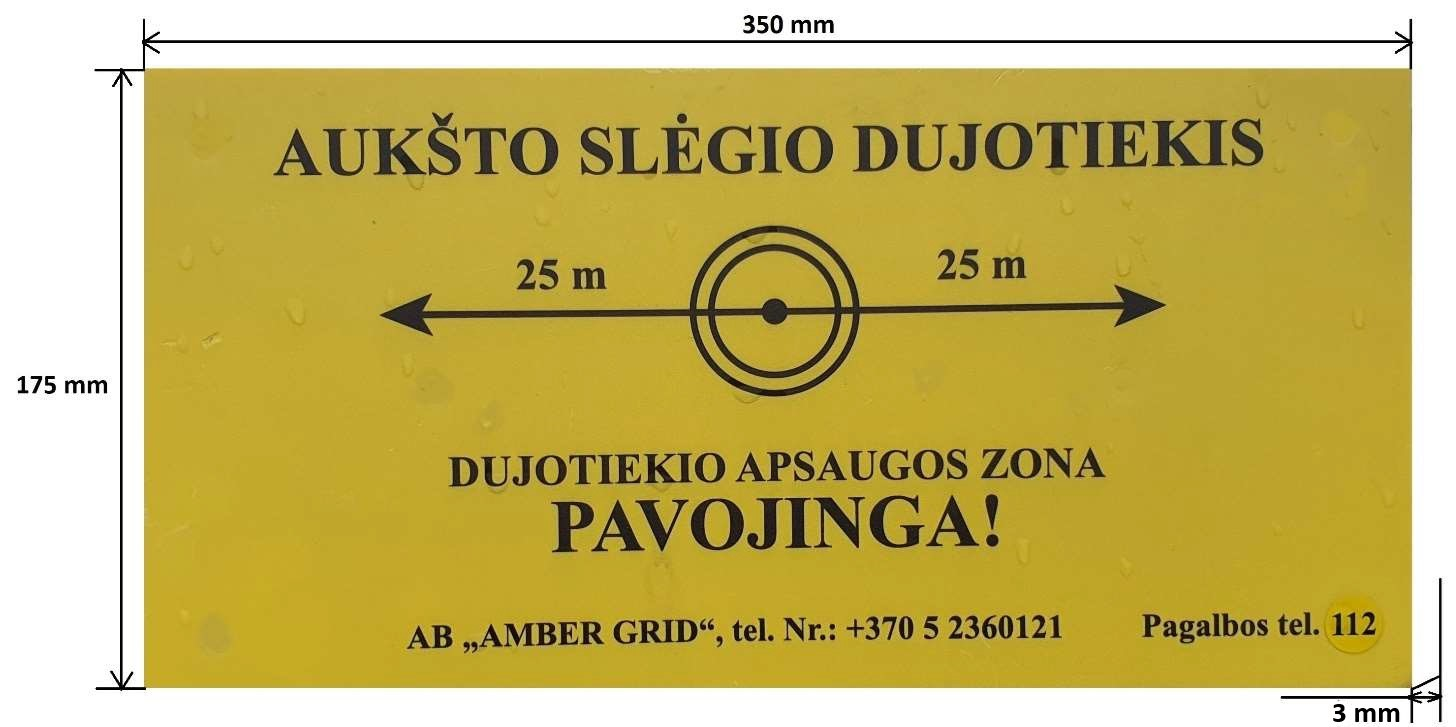 350 mm
AUKŠTO SLĖGIO DUJOTIEKIS
25 m 25 m
175 mm
DUJOTIEKIO APSAUGOS ZONA
PAVOJINGA!
AB „AMBER GRID“, tel. Nr.: +370 5 2360121 Pagalbos tel. 112
3 mm